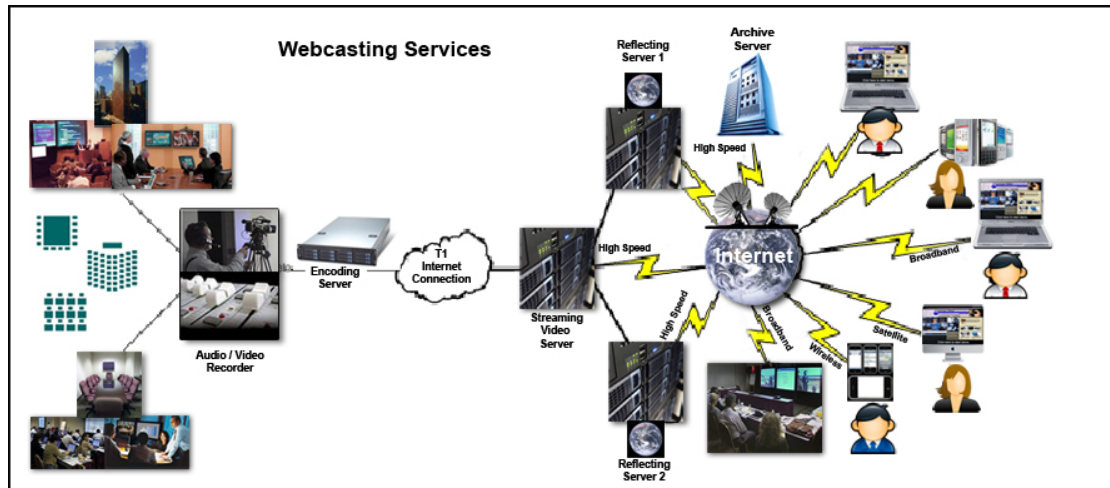 Webcasting Services
Reflecting
Server 1
Archive
Server
High Speed
High Speed
High Speed
Internet
Broadband
Broadband
Satellite
Wireless
T1
Internet
Connection
Encoding
Server
Streaming
Video
Server
Audio / Video
Recorder
Reflecting
Server 2